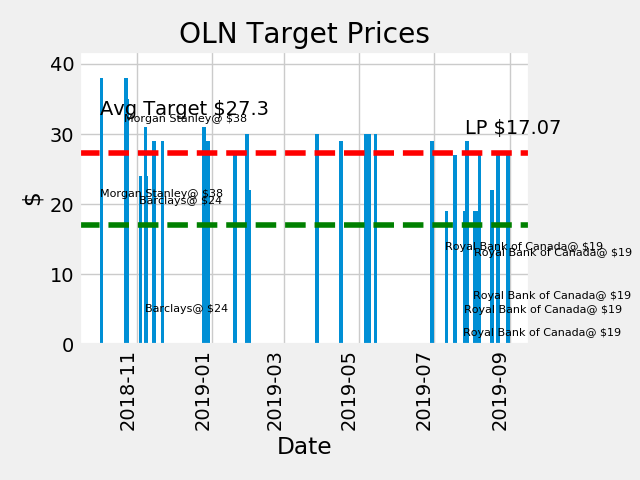 OLN Target Prices
40
Avg Target $27.3
Morgan Stanley@ $38
LP $17.07
30
Morgan Stanley@ $38
Barclays@ $24
20
$
Royal Bank of Canada@ $19
Royal Bank of Canada@ $19
10
Royal Bank of Canada@ $19
Barclays@ $24
Royal Bank of Canada@ $19
Royal Bank of Canada@ $19
0
2018-11
2019-01
2019-03
2019-05
2019-07
2019-09
Date